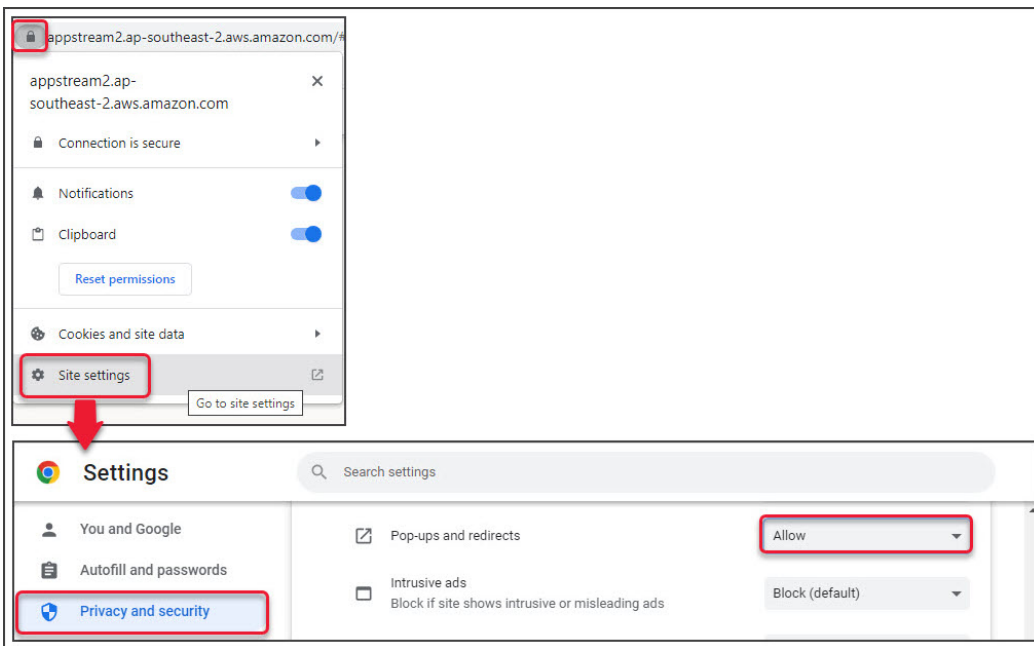 appstream2.ap-southeast-2.aws.amazon.com/#
appstream2.ap-
southeast-2.aws.amazon.com
Connection is secure
Notifications
Clipboard
Reset permissions
Cookies and site data
Site settings
Go to site settings
Settings
Search settings
You and Google
Pop-ups and redirects
Allow
Autofill and passwords
Intrusive ads
Block if site shows intrusive or misleading ads
Block (default)
Privacy and security